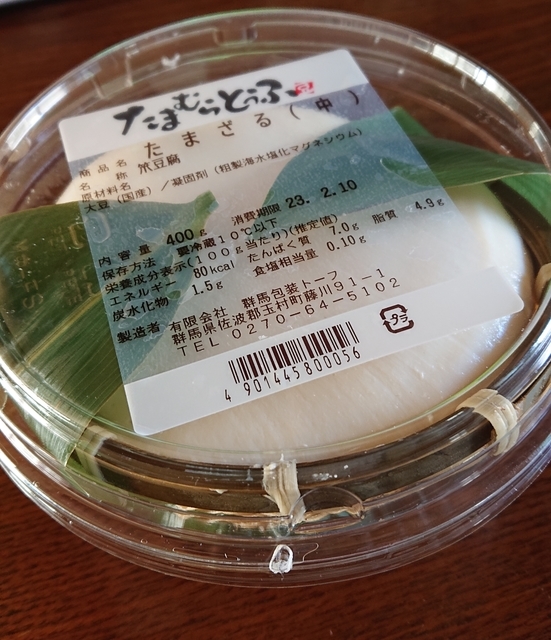 たまむらとうふ
商品名 たまざる(中)
名称 笊豆腐
原材料名
大豆(国産)/凝固剤(粗製海水塩化マグネシウム)
内容量 400g 消費期限 23. 2.10
保存方法 要冷蔵10℃以下
栄養成分表示(100g当たり)(推定値)
エネルギー 80kcal たんぱく質 7.0g 脂質 4.9g
炭水化物 1.5g 食塩相当量 0.10g
製造者 有限会社 群馬包装トーフ
群馬県佐波郡玉村町藤川91-1
TEL 0270-64-5102
プラ
4 901445 800056